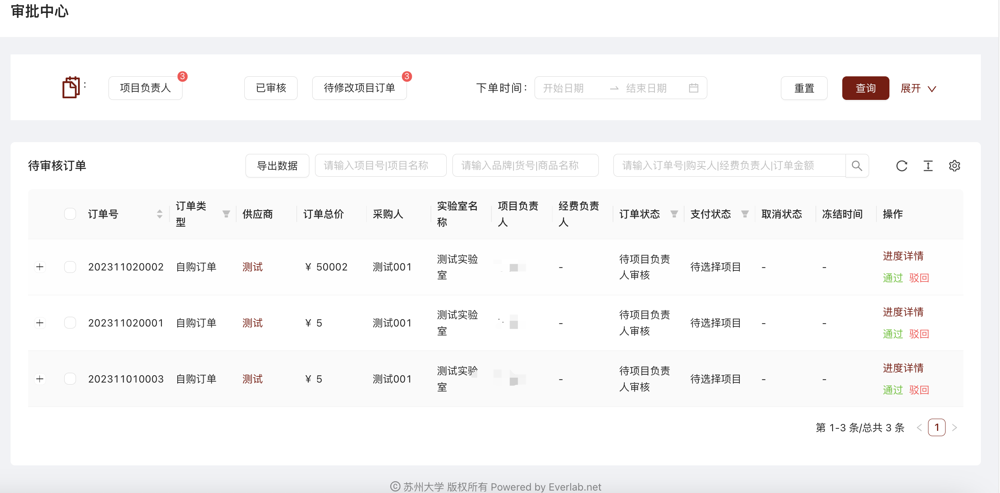 审批中心
: 项目负责人 3 已审核 待修改项目订单 3 下单时间: 开始日期 → 结束日期 重置 查询 展开
待审核订单 导出数据 请输入项目号|项目名称 请输入品牌|货号|商品名称 请输入订单号|购买人|经费负责人|订单金额
订单号 订单类型 供应商 订单总价 采购人 实验室名称 项目负责人 经费负责人 订单状态 支付状态 取消状态 冻结时间 操作
202311020002 自购订单 测试 ¥ 50002 测试001 测试实验室 - 待项目负责人审核 待选择项目 - - 进度详情 通过 驳回
202311020001 自购订单 测试 ¥ 5 测试001 测试实验室 - 待项目负责人审核 待选择项目 - - 进度详情 通过 驳回
202311010003 自购订单 测试 ¥ 5 测试001 测试实验室 - 待项目负责人审核 待选择项目 - - 进度详情 通过 驳回
第 1-3 条/总共 3 条 < 1 >
© 苏州大学 版权所有 Powered by Everlab.net